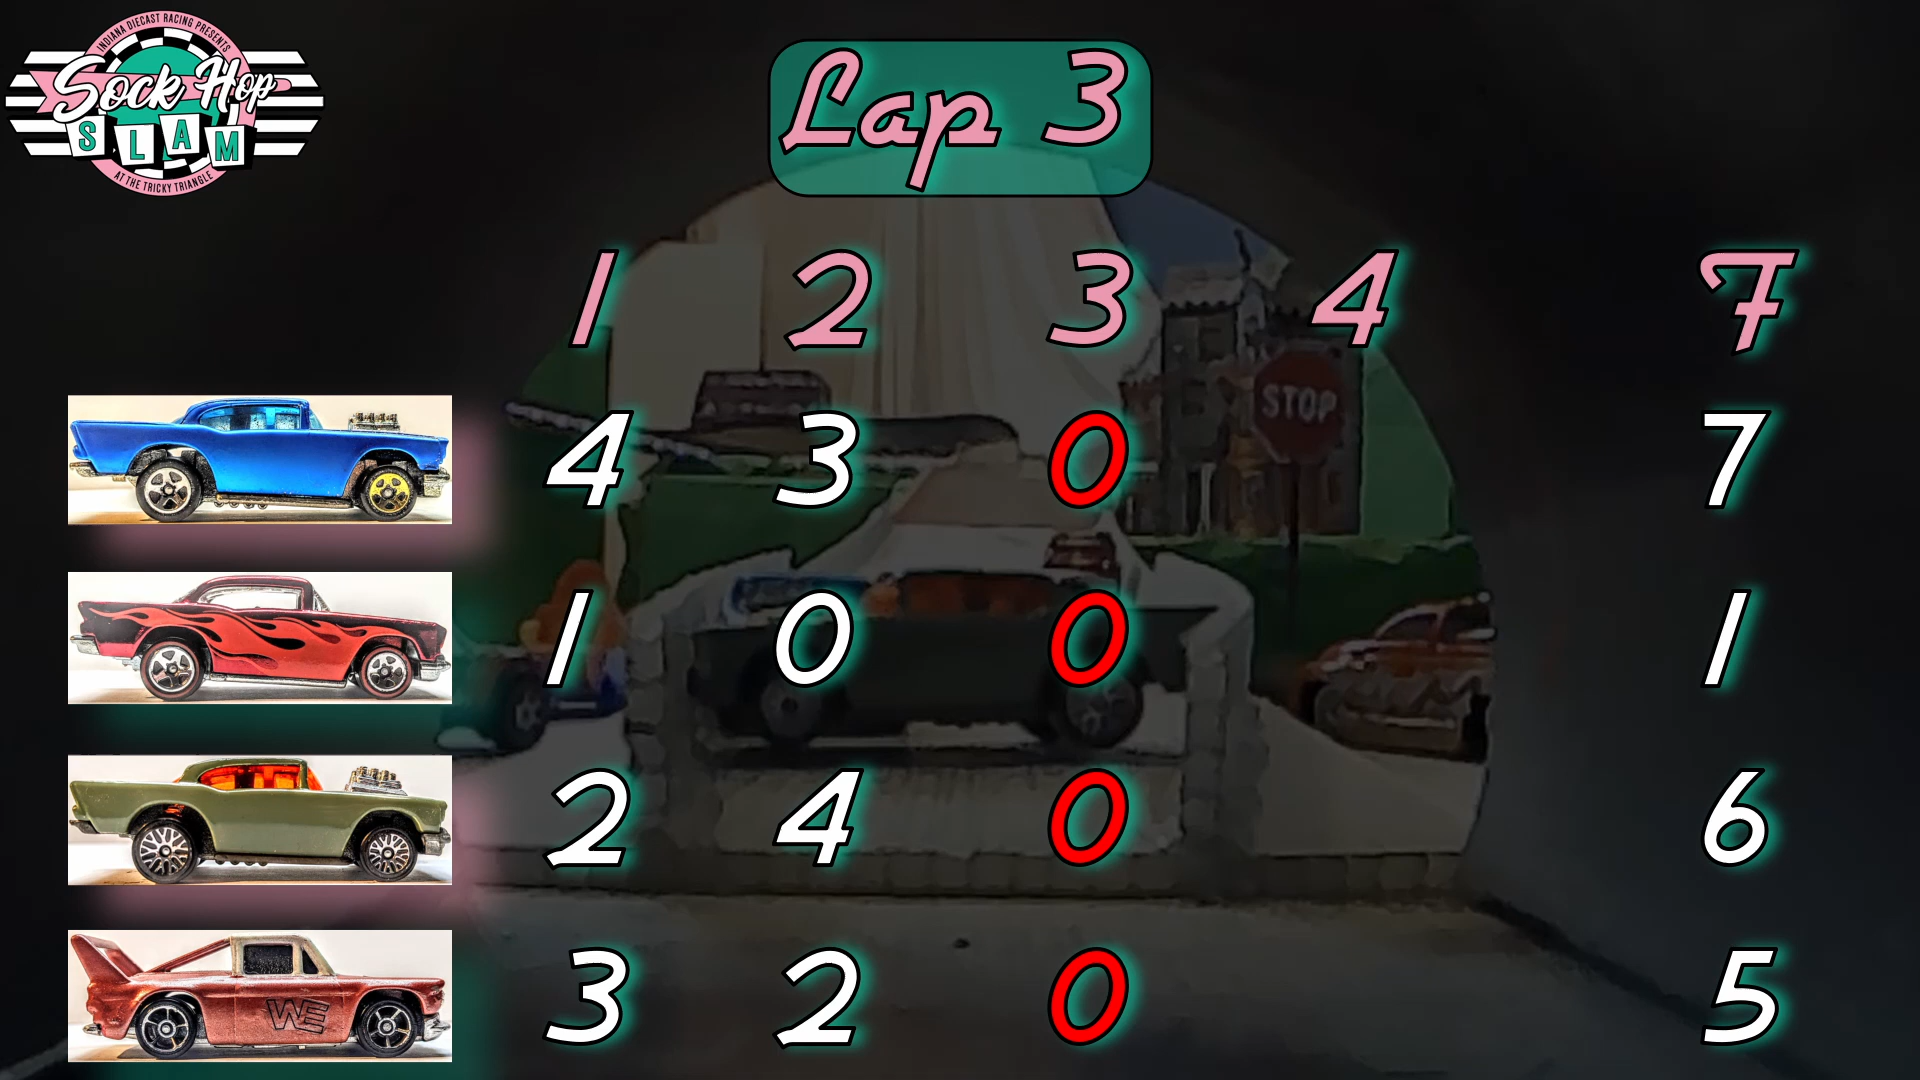 INDIANA DIECAST RACING PRESENTS
Sock Hop
SLAM
AT THE TRICKY TRIANGLE
Lap 3
1 2 3 4 F
STOP
4 3 0 7
1 0 0 1
2 4 0 6
WE
3 2 0 5